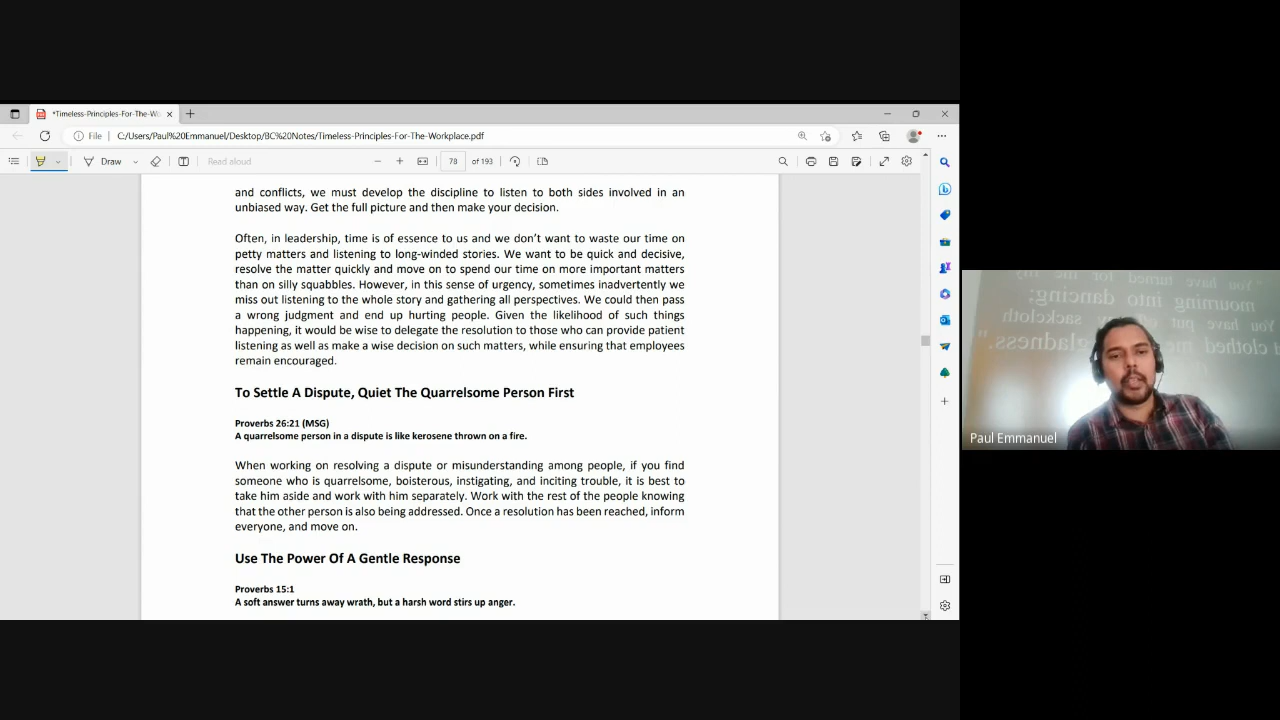 *Timeless-Principles-For-The-Wo
File
C:/Users/Paul%20Emmanuel/Desktop/BC%20Notes/Timeless-Principles-For-The-Workplace.pdf
Draw
Read aloud
78
of 193
and conflicts, we must develop the discipline to listen to both sides involved in an
unbiased way. Get the full picture and then make your decision.
Often, in leadership, time is of essence to us and we don't want to waste our time on
petty matters and listening to long-winded stories. We want to be quick and decisive,
resolve the matter quickly and move on to spend our time on more important matters
than on silly squabbles. However, in this sense of urgency, sometimes inadvertently we
miss out listening to the whole story and gathering all perspectives. We could then pass
a wrong judgment and end up hurting people. Given the likelihood of such things
happening, it would be wise to delegate the resolution to those who can provide patient
listening as well as make a wise decision on such matters, while ensuring that employees
remain encouraged.
To Settle A Dispute, Quiet The Quarrelsome Person First
Proverbs 26:21 (MSG)
A quarrelsome person in a dispute is like kerosene thrown on a fire.
When working on resolving a dispute or misunderstanding among people, if you find
someone who is quarrelsome, boisterous, instigating, and inciting trouble, it is best to
take him aside and work with him separately. Work with the rest of the people knowing
that the other person is also being addressed. Once a resolution has been reached, inform
everyone, and move on.
Use The Power Of A Gentle Response
Proverbs 15:1
A soft answer turns away wrath, but a harsh word stirs up anger.
"You have turned for me my
mourning into dancing;
You have put off my sackcloth
clothed me gladness."
Paul Emmanuel